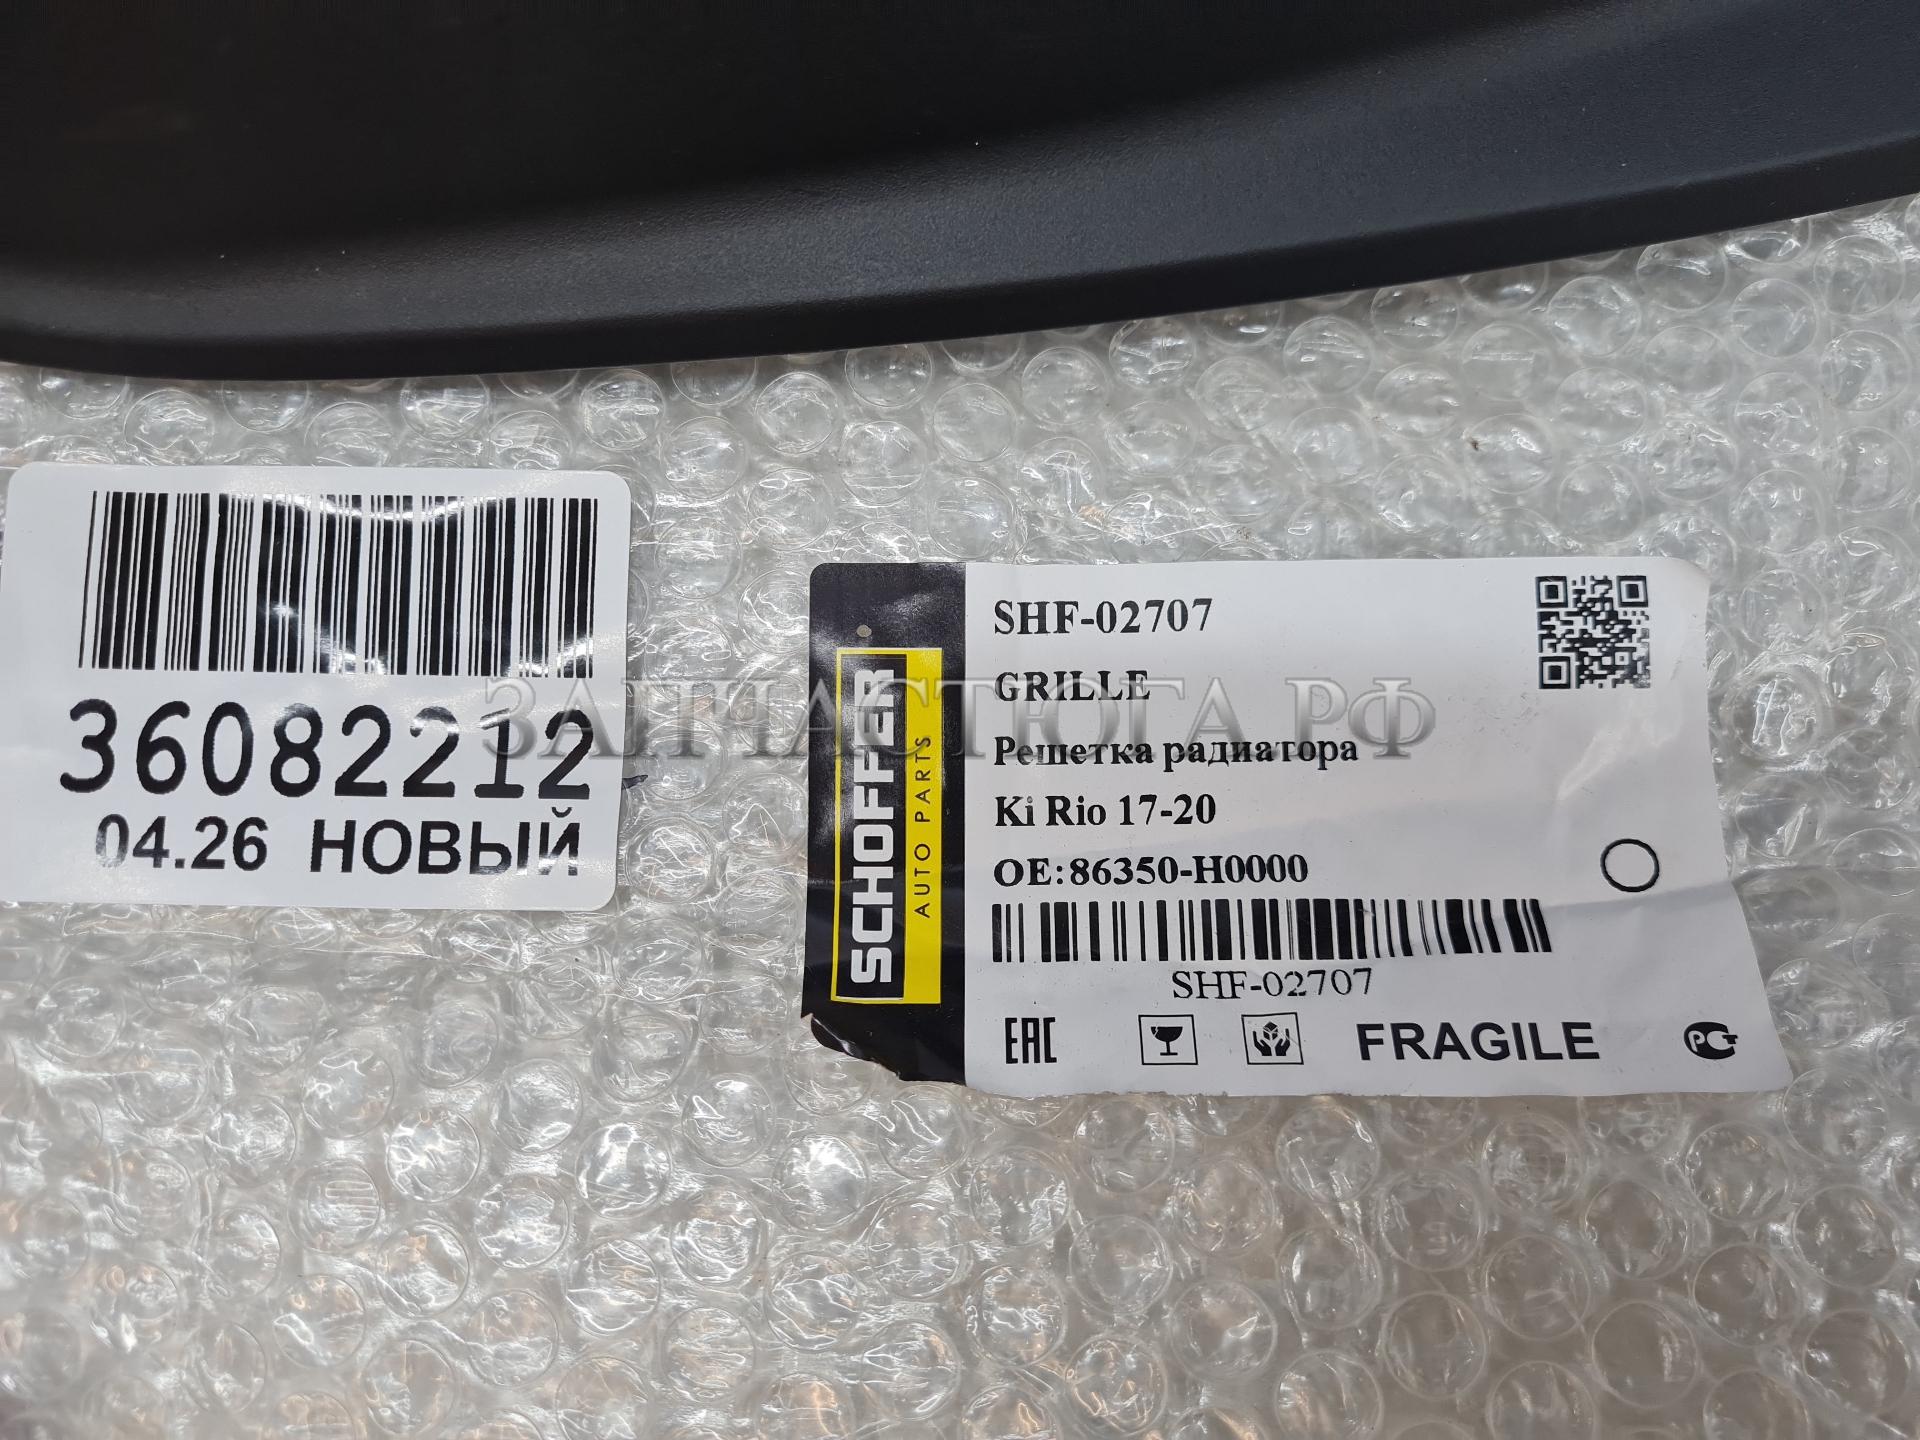 36082212
04.26 НОВЫЙ
SCHOFFER
AUTO PARTS
SHF-02707
GRILLE
Решетка радиатора
Ki Rio 17-20
OE:86350-H0000
SHF-02707
EAC
FRAGILE
РСТ
ЗАПЧАСТЮГА.РФ